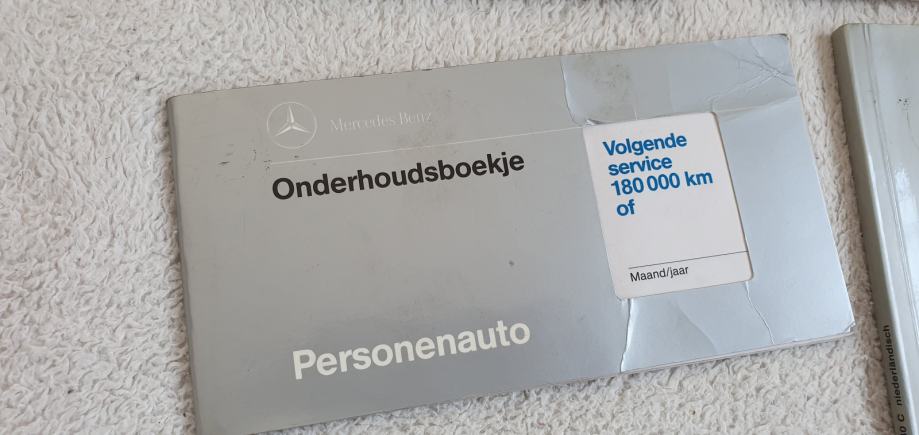 Mercedes Benz
Onderhoudsboekje
Volgende
service
180 000 km
of
Maand/jaar
Personenauto
niederländisch